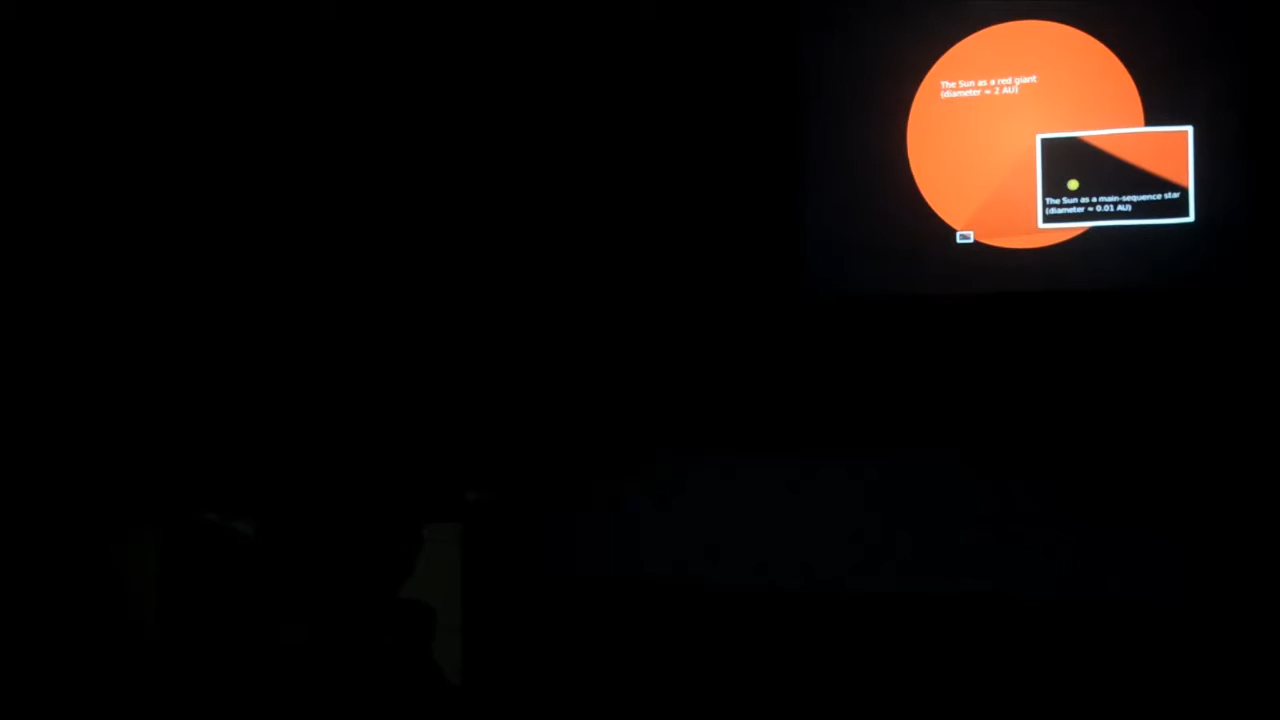 The Sun as a red giant
(diameter ≈ 2 AU)
The Sun as a main-sequence star
(diameter ≈ 0.01 AU)